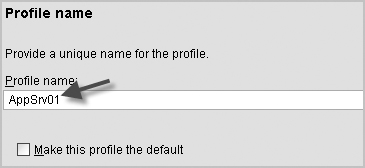 Profile name
Provide a unique name for the profile.
Profile name:
AppSrv01
Make this profile the default